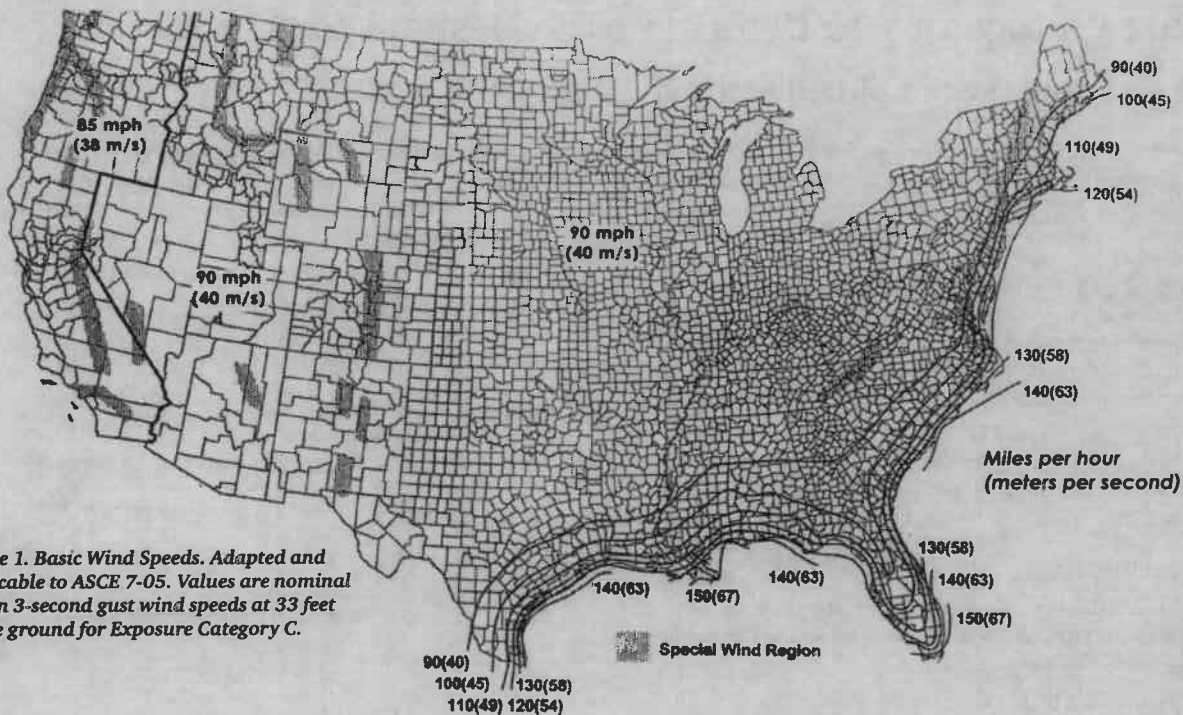 90(40)
100(45)
110(49)
120(54)
85 mph
(38 m/s)
90 mph
(40 m/s)
90 mph
(40 m/s)
130(58)
140(63)
Miles per hour
(meters per second)
e 1. Basic Wind Speeds. Adapted and
cable to ASCE 7-05. Values are nominal
n 3-second gust wind speeds at 33 feet
e ground for Exposure Category C.
130(58)
140(63)
150(67)
140(63)
150(67)
140(63)
Special Wind Region
90(40)
100(45)
130(58)
110(49) 120(54)